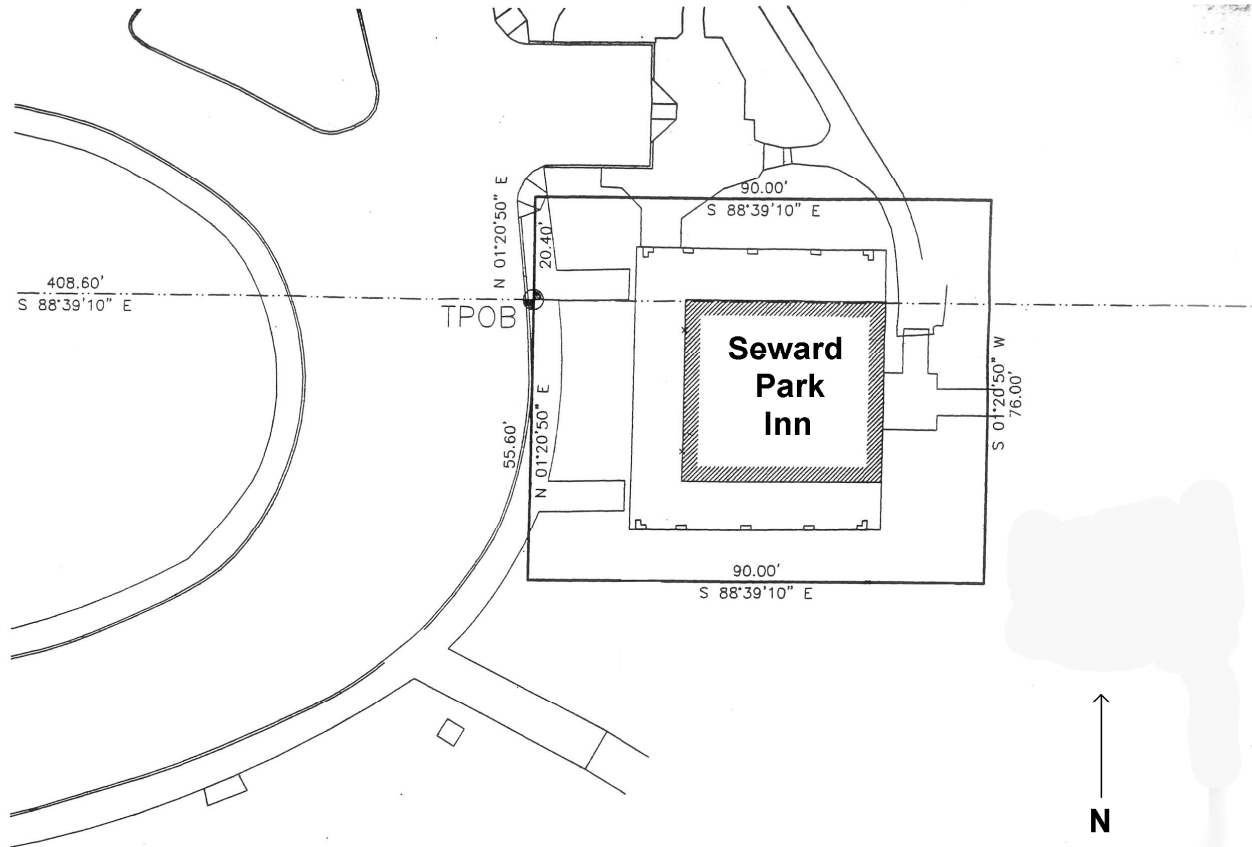 90.00'
S 88°39'10" E
N 01°20'50" E
20.40'
408.60'
S 88°39'10" E
TPOB
Seward
Park
Inn
S 01°20'50" W
76.00'
55.60'
N 01°20'50" E
90.00'
S 88°39'10" E
N